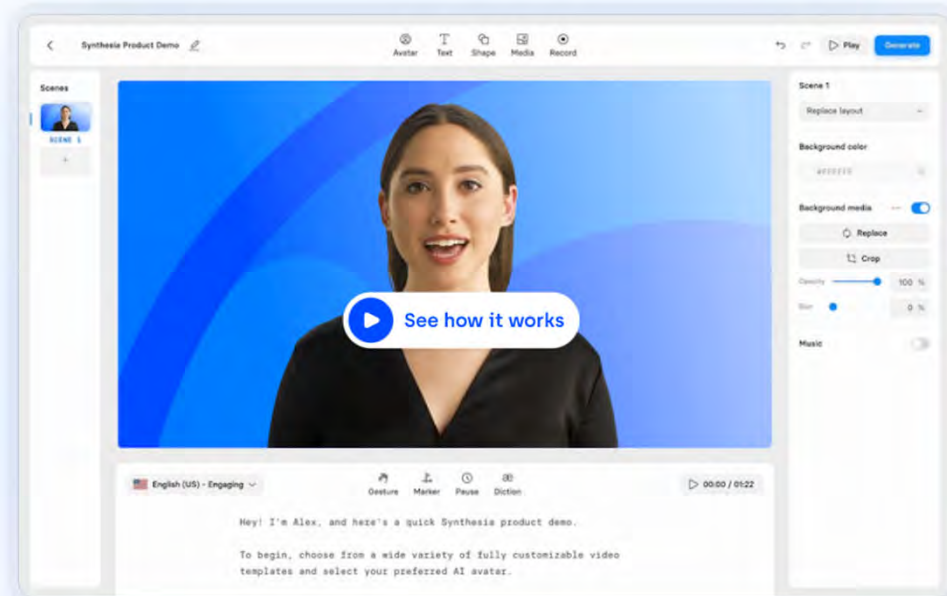 Synthesia Product Demo
Avatar Text Shape Media Record
Play Generate
Scenes
SCENE 1
Scene 1
Replace layout
Background color
#FFFFFF
Background media
Replace
Crop
Opacity 100 %
Blur 0 %
Music
See how it works
English (US) - Engaging
Gesture Marker Pause Diction
00:00 / 01:22
Hey! I'm Alex, and here's a quick Synthesia product demo.
To begin, choose from a wide variety of fully customizable video
templates and select your preferred AI avatar.